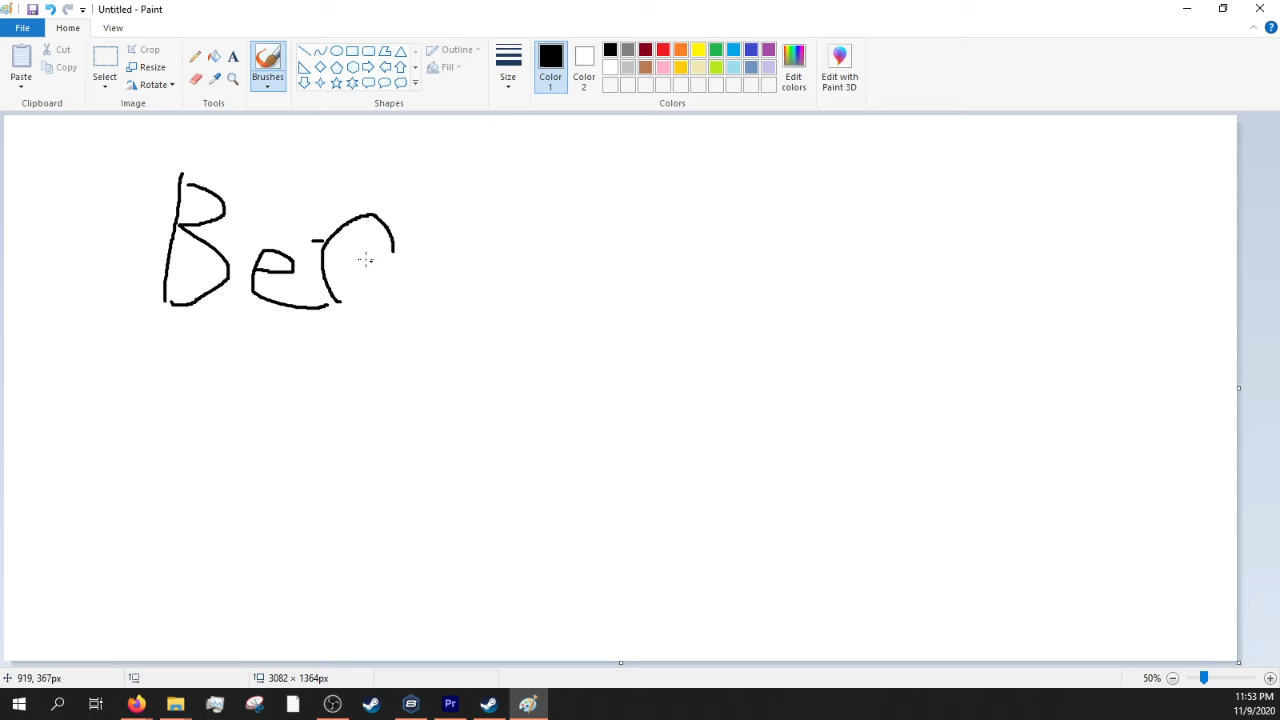 Untitled - Paint
File
Home
View
Paste
Cut
Copy
Clipboard
Select
Crop
Resize
Rotate
Image
A
Tools
Brushes
Outline
Fill
Shapes
Size
Color 1
Color 2
Edit colors
Colors
Edit with Paint 3D
Ber
919, 367px
3082 × 1364px
50%
Pr
11:53 PM
11/9/2020